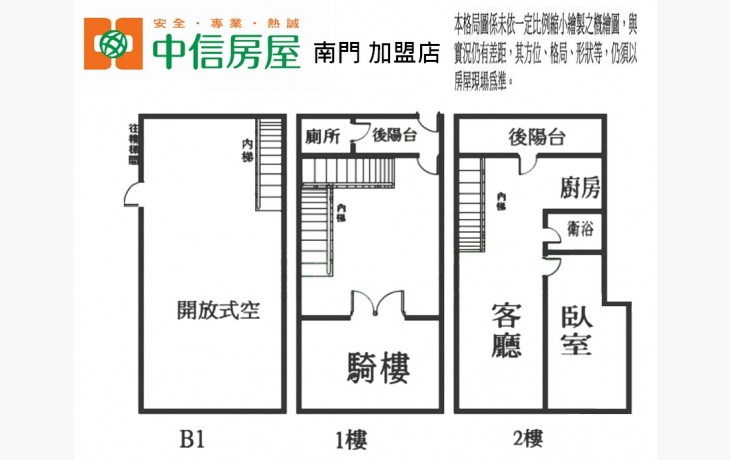 安全・專業・熱誠
中信房屋 南門 加盟店
本格局圖係未依一定比例縮小繪製之概繪圖，與
實況仍有差距，其方位、格局、形狀等，仍須以
房屋現場為準。
往樓梯間
內梯
開放式空
B1
廁所
後陽台
內梯
騎樓
1樓
後陽台
廚房
內梯
衛浴
客廳
臥室
2樓